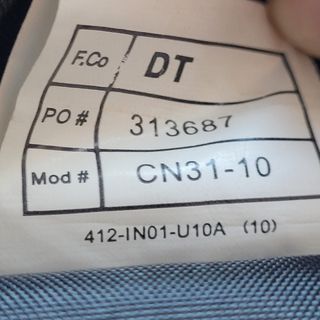 F.Co DT
PO # 313687
Mod # CN31-10
412-IN01-U10A (10)